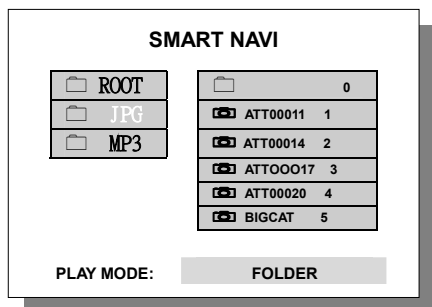 SMART NAVI
ROOT
JPG
MP3
0
ATT00011 1
ATT00014 2
ATTOOO17 3
ATT00020 4
BIGCAT 5
PLAY MODE: FOLDER